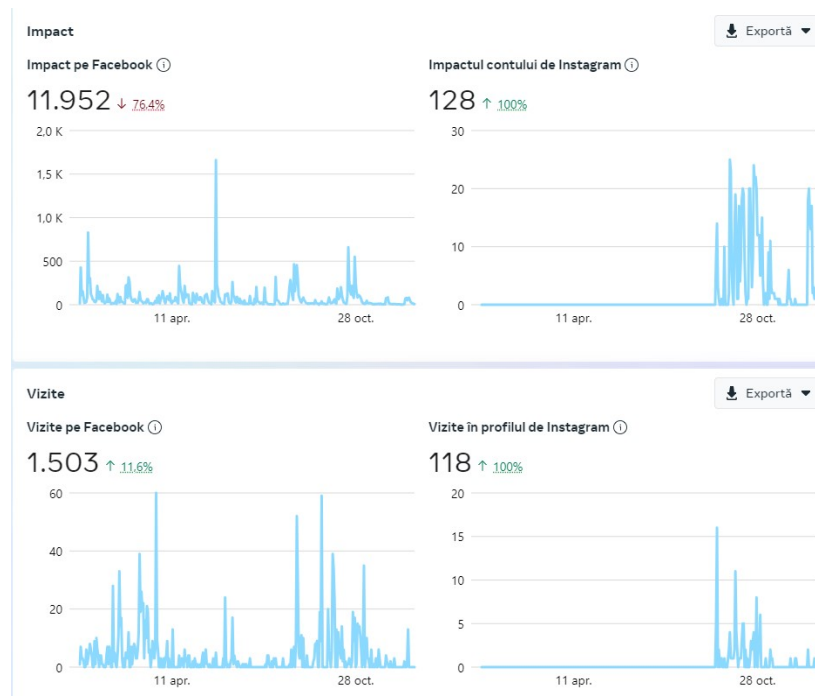 Impact
Exportă
Impact pe Facebook
11.952 ↓ 76,4%
2,0 K
1,5 K
1,0 K
500
0
11 apr.
28 oct.
Impactul contului de Instagram
128 ↑ 100%
30
20
10
0
11 apr.
28 oct.
Vizite
Exportă
Vizite pe Facebook
1.503 ↑ 11,6%
60
40
20
0
11 apr.
28 oct.
Vizite în profilul de Instagram
118 ↑ 100%
20
15
10
5
0
11 apr.
28 oct.